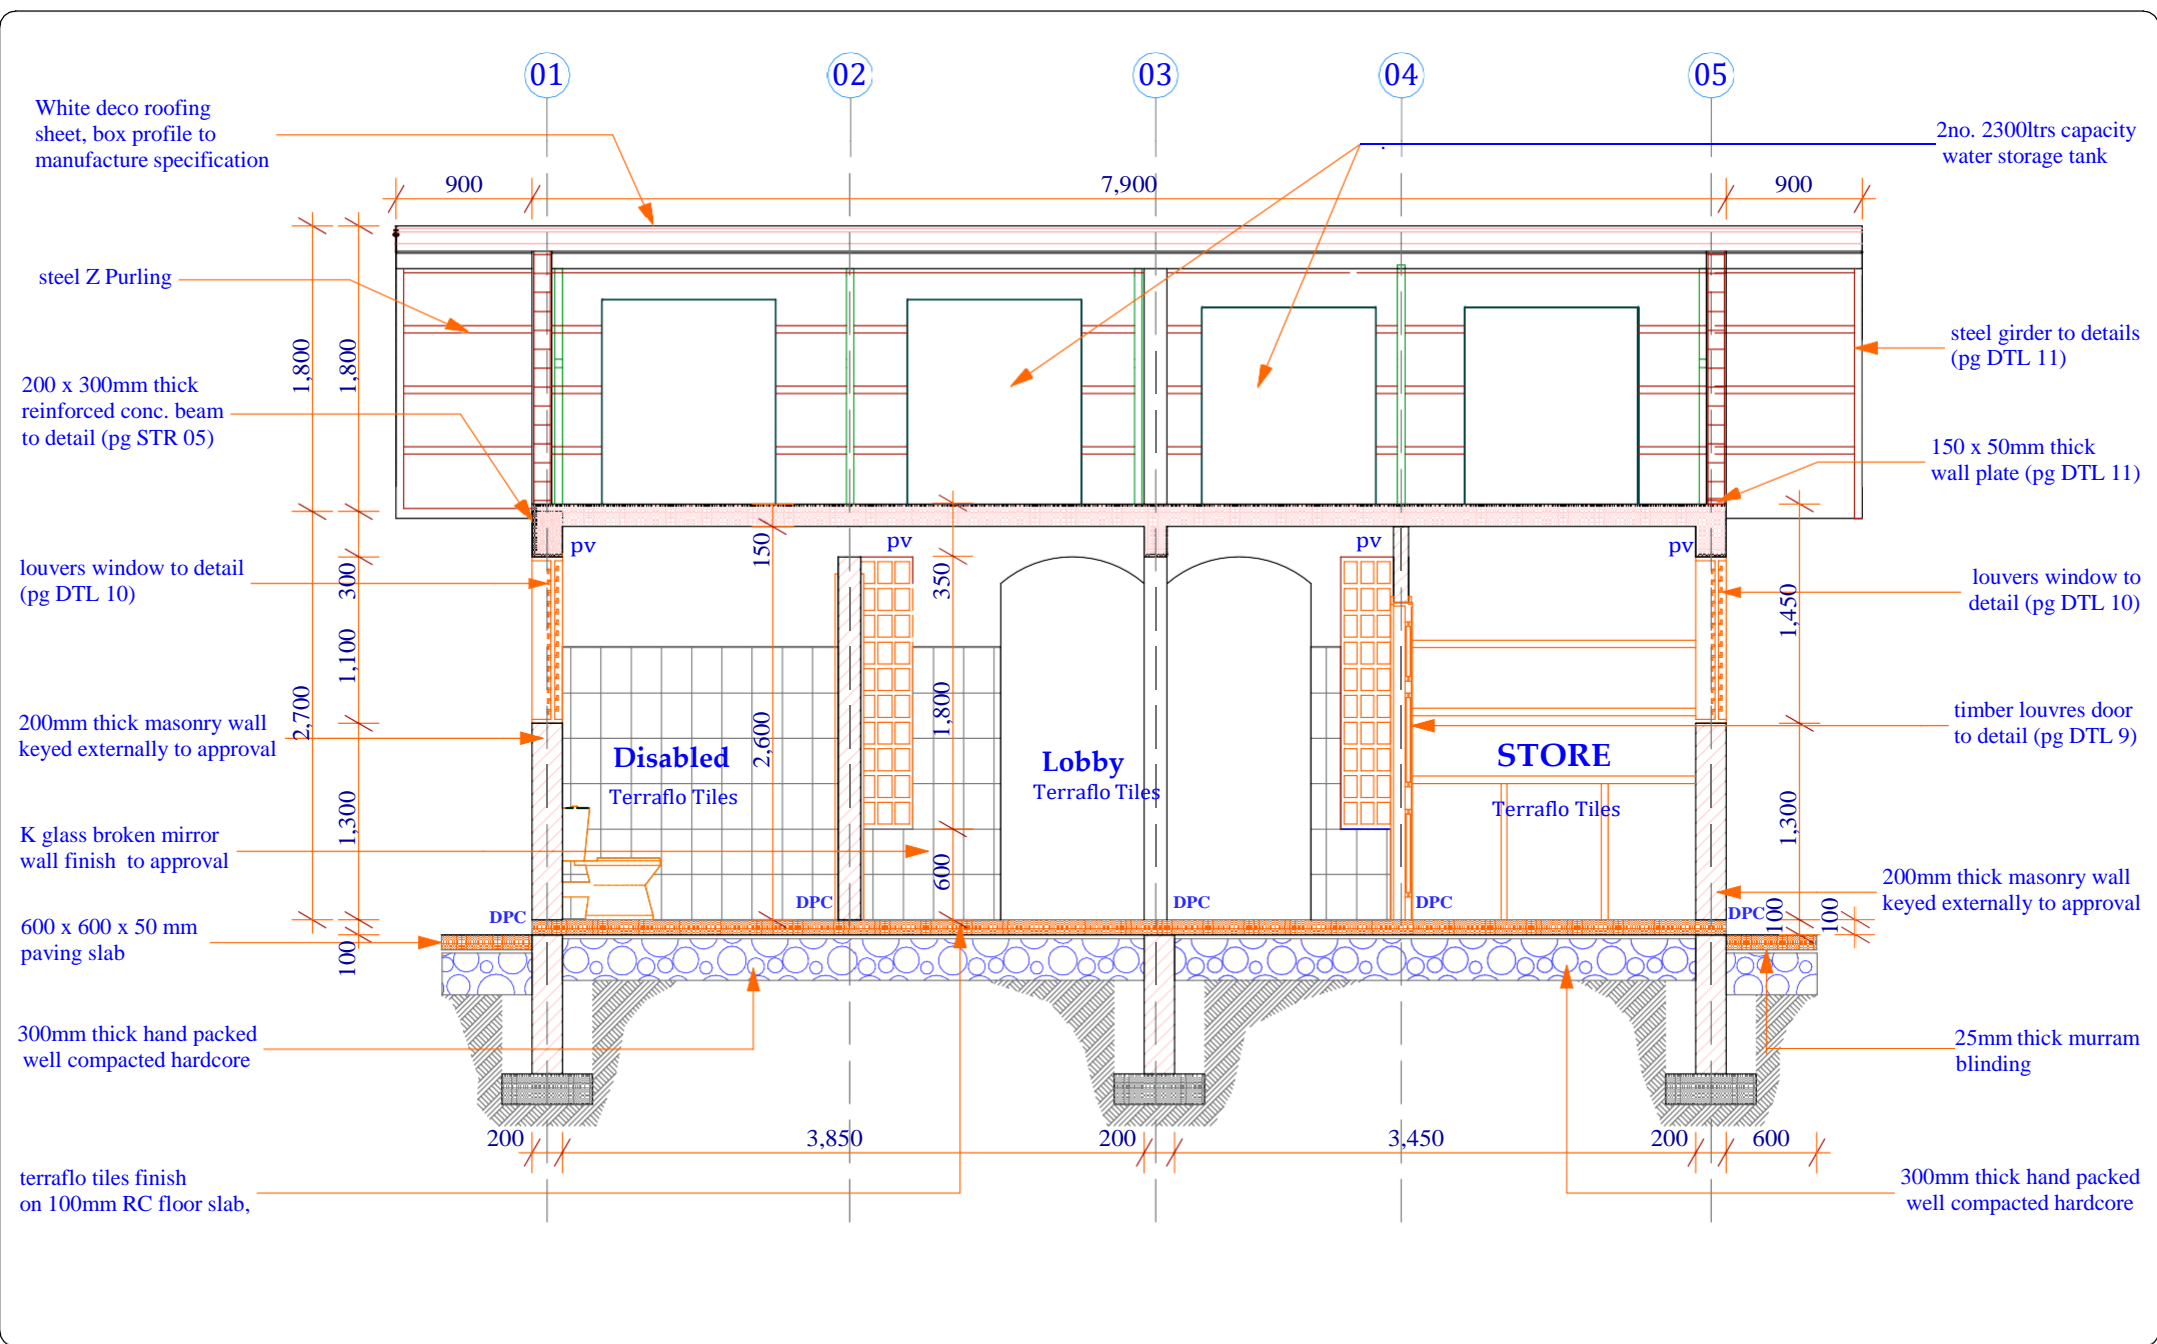 01
02
03
04
05
White deco roofing
sheet, box profile to
manufacture specification
2no. 2300ltrs capacity
water storage tank
900
7,900
900
steel Z Purling
1,800
1,800
steel girder to details
(pg DTL 11)
200 x 300mm thick
reinforced conc. beam
to detail (pg STR 05)
150 x 50mm thick
wall plate (pg DTL 11)
pv
pv
pv
pv
150
350
300
1,450
louvers window to detail
(pg DTL 10)
louvers window to
detail (pg DTL 10)
1,100
2,700
2,600
1,800
200mm thick masonry wall
keyed externally to approval
timber louvres door
to detail (pg DTL 9)
Disabled
Terraflo Tiles
Lobby
Terraflo Tiles
STORE
Terraflo Tiles
1,300
1,300
K glass broken mirror
wall finish to approval
600
200mm thick masonry wall
keyed externally to approval
DPC
DPC
DPC
DPC
DPC
600 x 600 x 50 mm
paving slab
100
100
100
300mm thick hand packed
well compacted hardcore
25mm thick murram
blinding
200
3,850
200
3,450
200
600
terraflo tiles finish
on 100mm RC floor slab,
300mm thick hand packed
well compacted hardcore